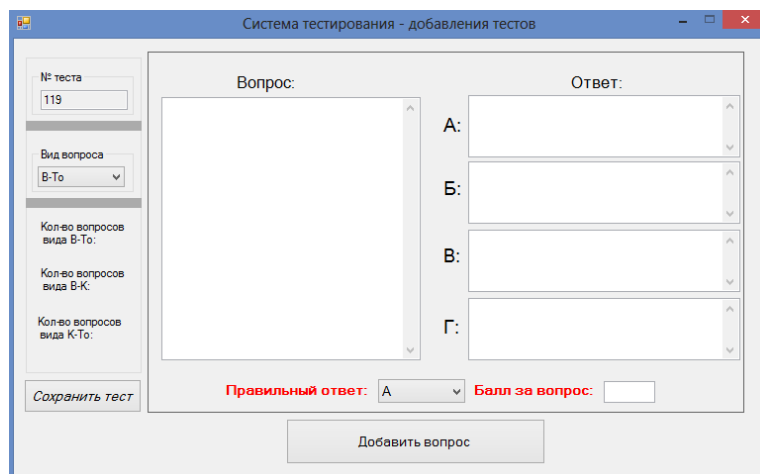 Система тестирования - добавления тестов
№ теста
119
Вид вопроса
В-То
Кол-во вопросов
вида В-То:
Кол-во вопросов
вида В-К:
Кол-во вопросов
вида К-То:
Сохранить тест
Вопрос:
Ответ:
А:
Б:
В:
Г:
Правильный ответ:
А
Балл за вопрос:
Добавить вопрос